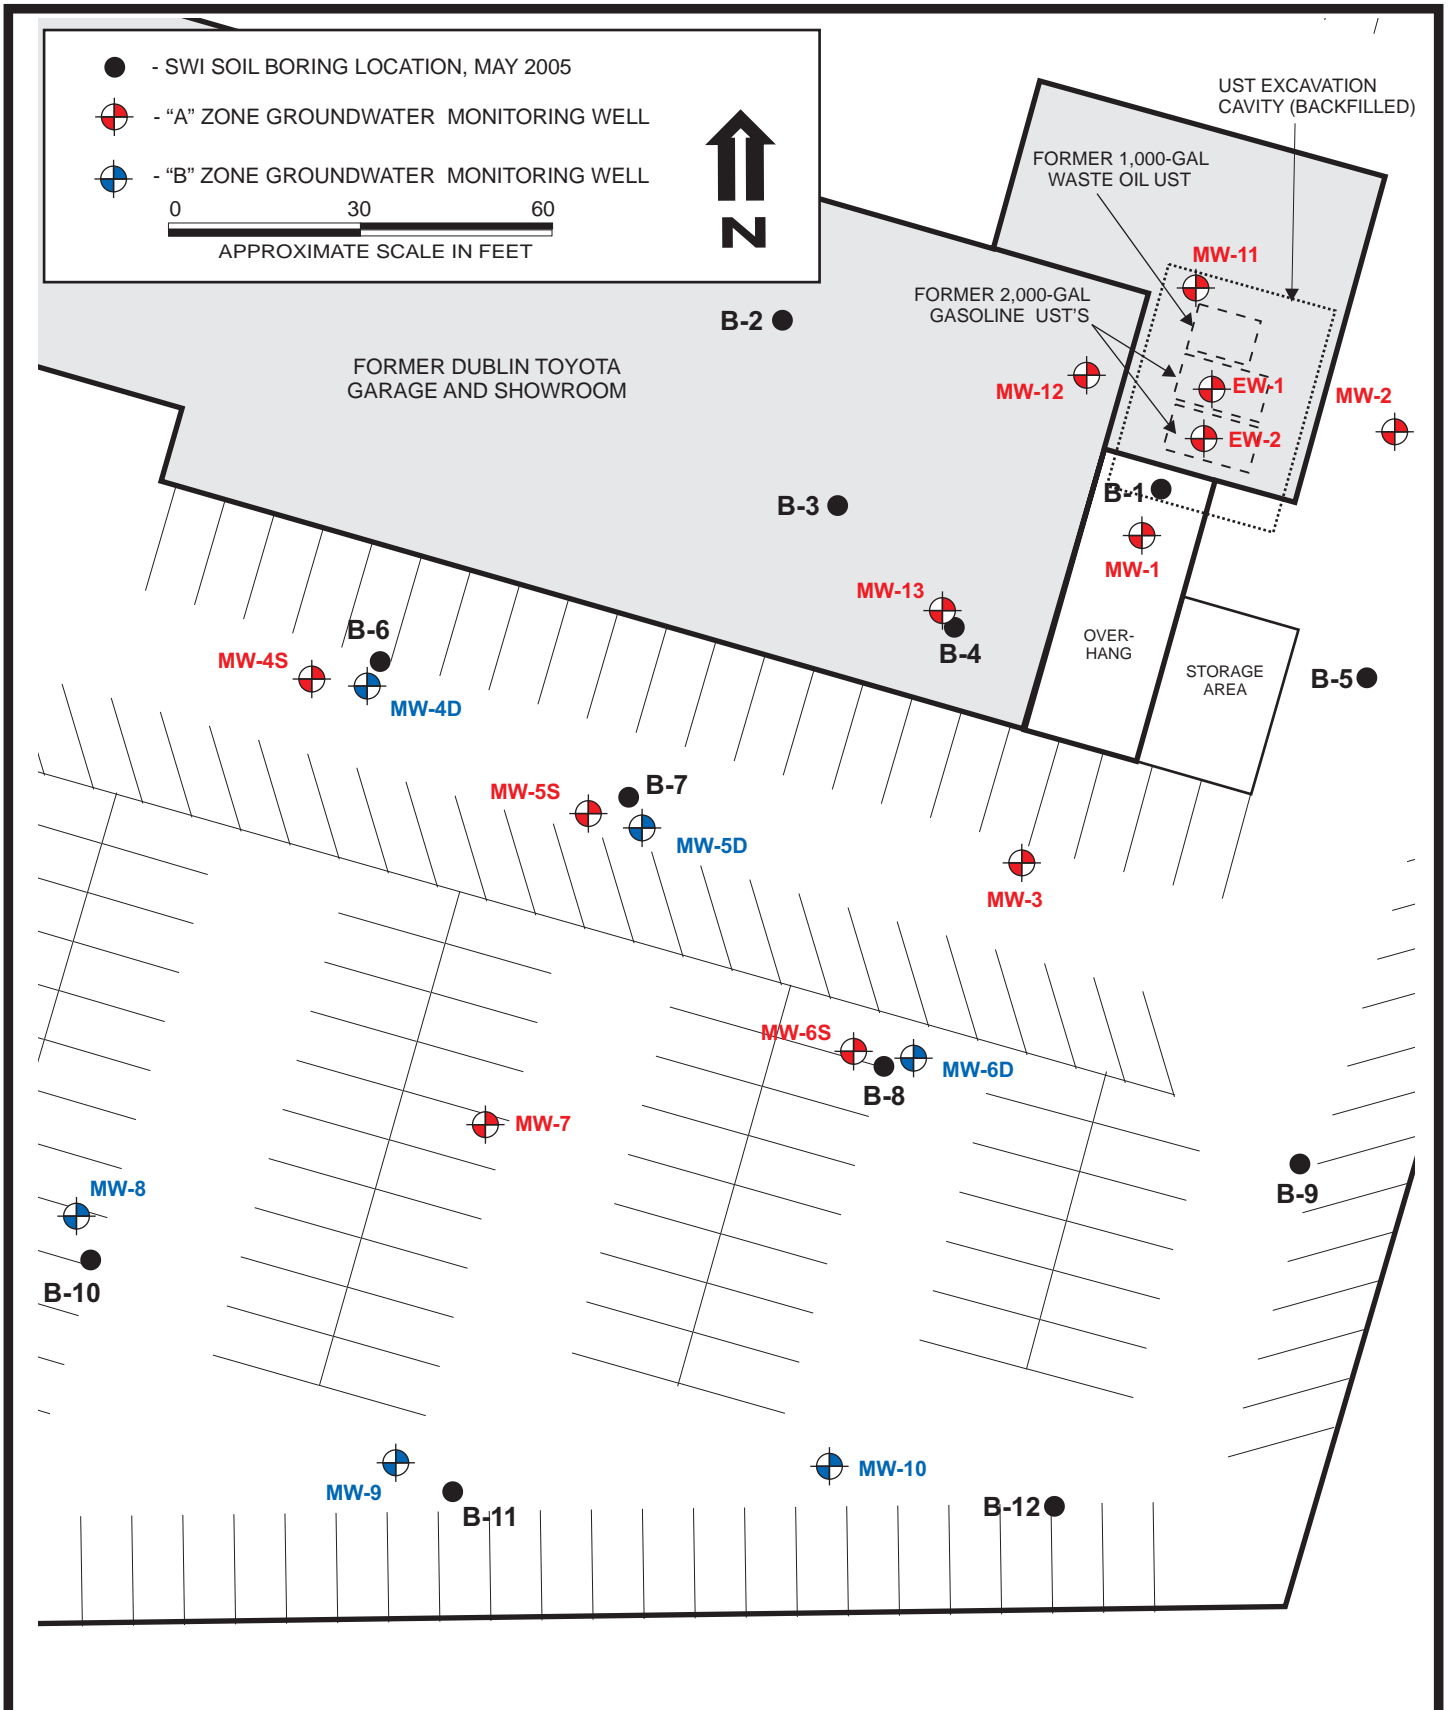 - SWI SOIL BORING LOCATION, MAY 2005
- “A” ZONE GROUNDWATER MONITORING WELL
- “B” ZONE GROUNDWATER MONITORING WELL
0 30 60
APPROXIMATE SCALE IN FEET
N
UST EXCAVATION
CAVITY (BACKFILLED)
FORMER 1,000-GAL
WASTE OIL UST
MW-11
FORMER 2,000-GAL
GASOLINE UST'S
B-2
FORMER DUBLIN TOYOTA
GARAGE AND SHOWROOM
MW-12
EW-1
MW-2
EW-2
B-1
B-3
MW-1
MW-13
B-4
OVER-
HANG
STORAGE
AREA
B-5
B-6
MW-4S
MW-4D
B-7
MW-5S
MW-5D
MW-3
MW-6S
MW-6D
B-8
MW-7
MW-8
B-9
B-10
MW-9
MW-10
B-11
B-12